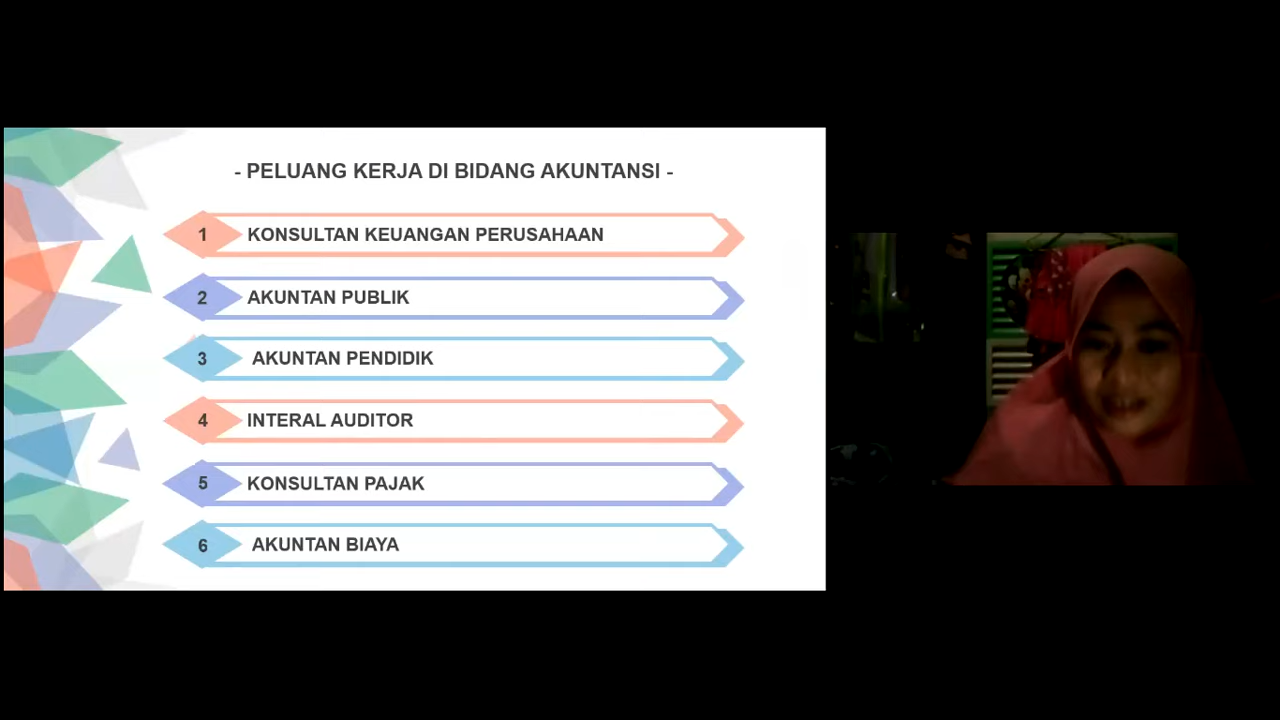 - PELUANG KERJA DI BIDANG AKUNTANSI -
1 KONSULTAN KEUANGAN PERUSAHAAN
2 AKUNTAN PUBLIK
3 AKUNTAN PENDIDIK
4 INTERAL AUDITOR
5 KONSULTAN PAJAK
6 AKUNTAN BIAYA